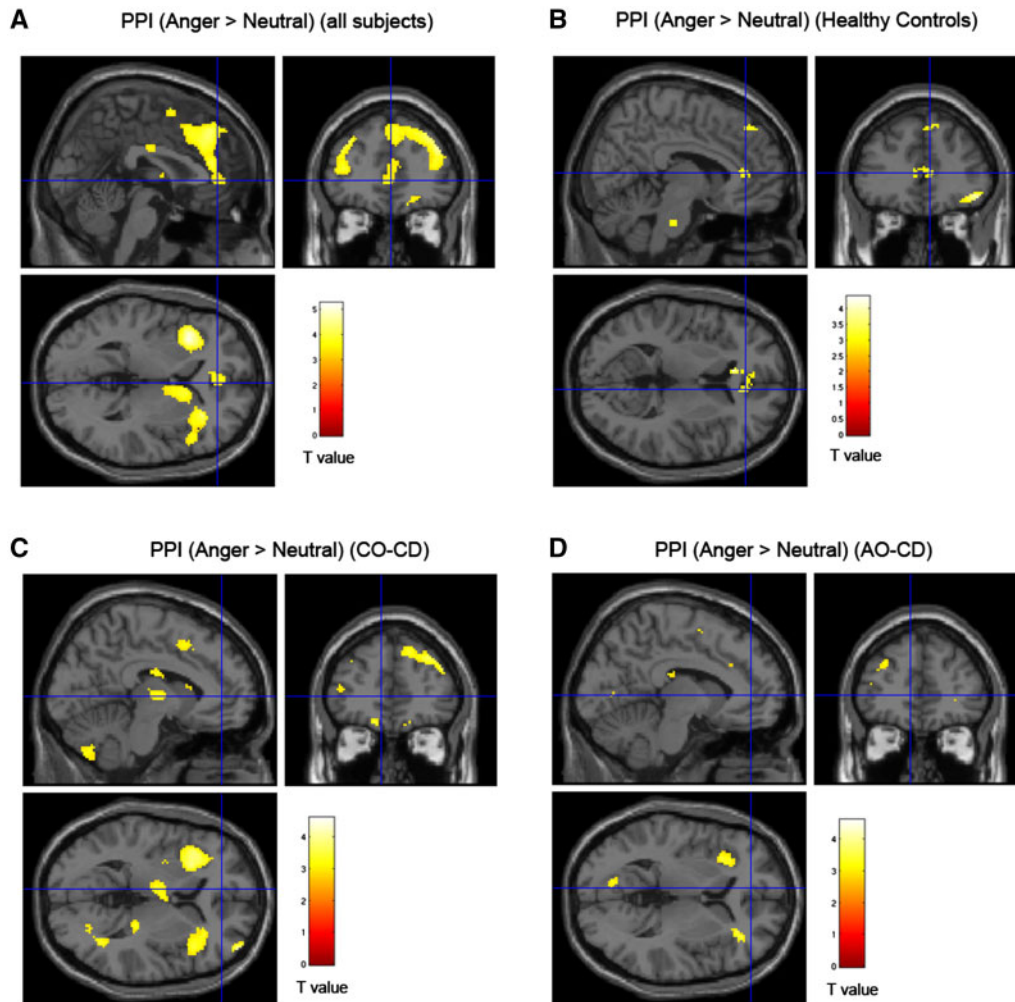 A
PPI (Anger > Neutral) (all subjects)
5
4
3
2
1
0
T value
B
PPI (Anger > Neutral) (Healthy Controls)
4
3.5
3
2.5
2
1.5
1
0.5
0
T value
C
PPI (Anger > Neutral) (CO-CD)
4
3
2
1
0
T value
D
PPI (Anger > Neutral) (AO-CD)
4
3
2
1
0
T value